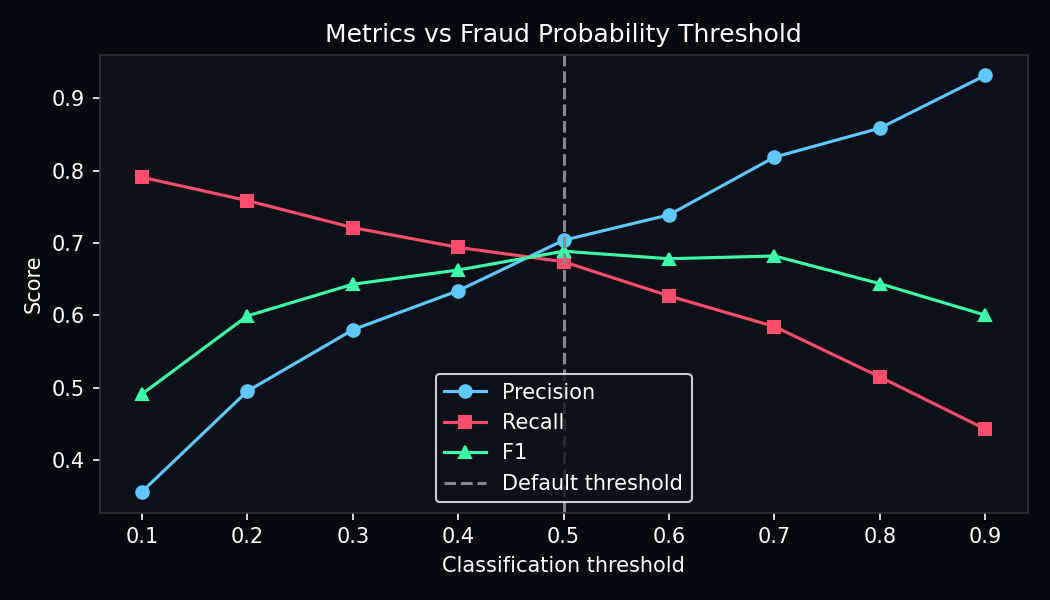 Metrics vs Fraud Probability Threshold
Score
0.9
0.8
0.7
0.6
0.5
0.4
Precision
Recall
F1
Default threshold
0.1 0.2 0.3 0.4 0.5 0.6 0.7 0.8 0.9
Classification threshold